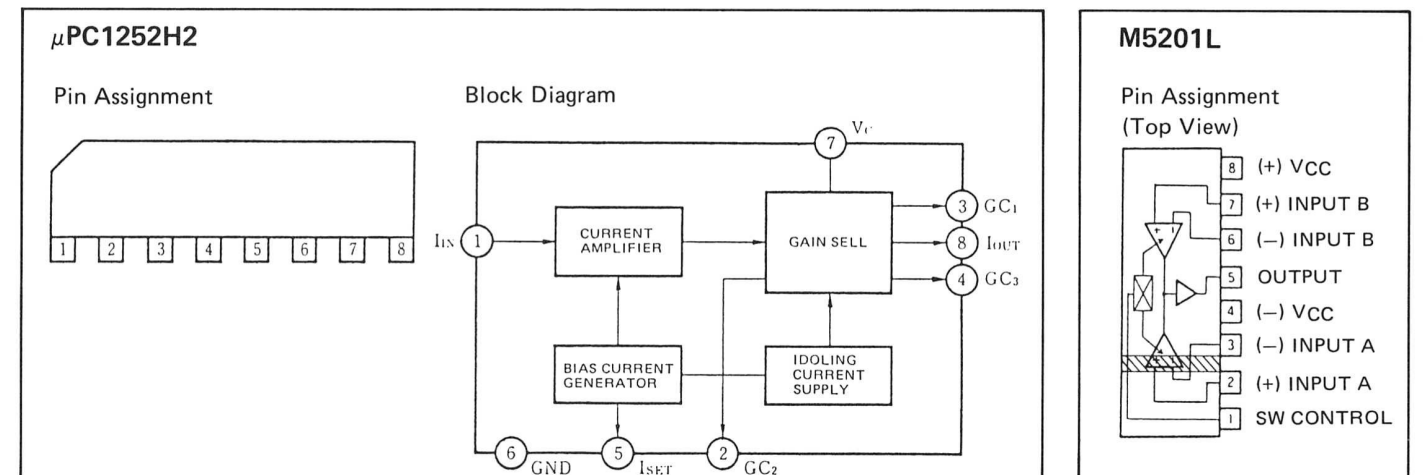 μPC1252H2
Pin Assignment
1 2 3 4 5 6 7 8
Block Diagram
7 VC
IIN 1
CURRENT
AMPLIFIER
GAIN SELL
3 GC1
8 IOUT
4 GC3
BIAS CURRENT
GENERATOR
IDOLING
CURRENT
SUPPLY
6 GND
5 ISET
2 GC2
M5201L
Pin Assignment
(Top View)
8 (+) VCC
7 (+) INPUT B
6 (−) INPUT B
5 OUTPUT
4 (−) VCC
3 (−) INPUT A
2 (+) INPUT A
1 SW CONTROL
+ −
+ −